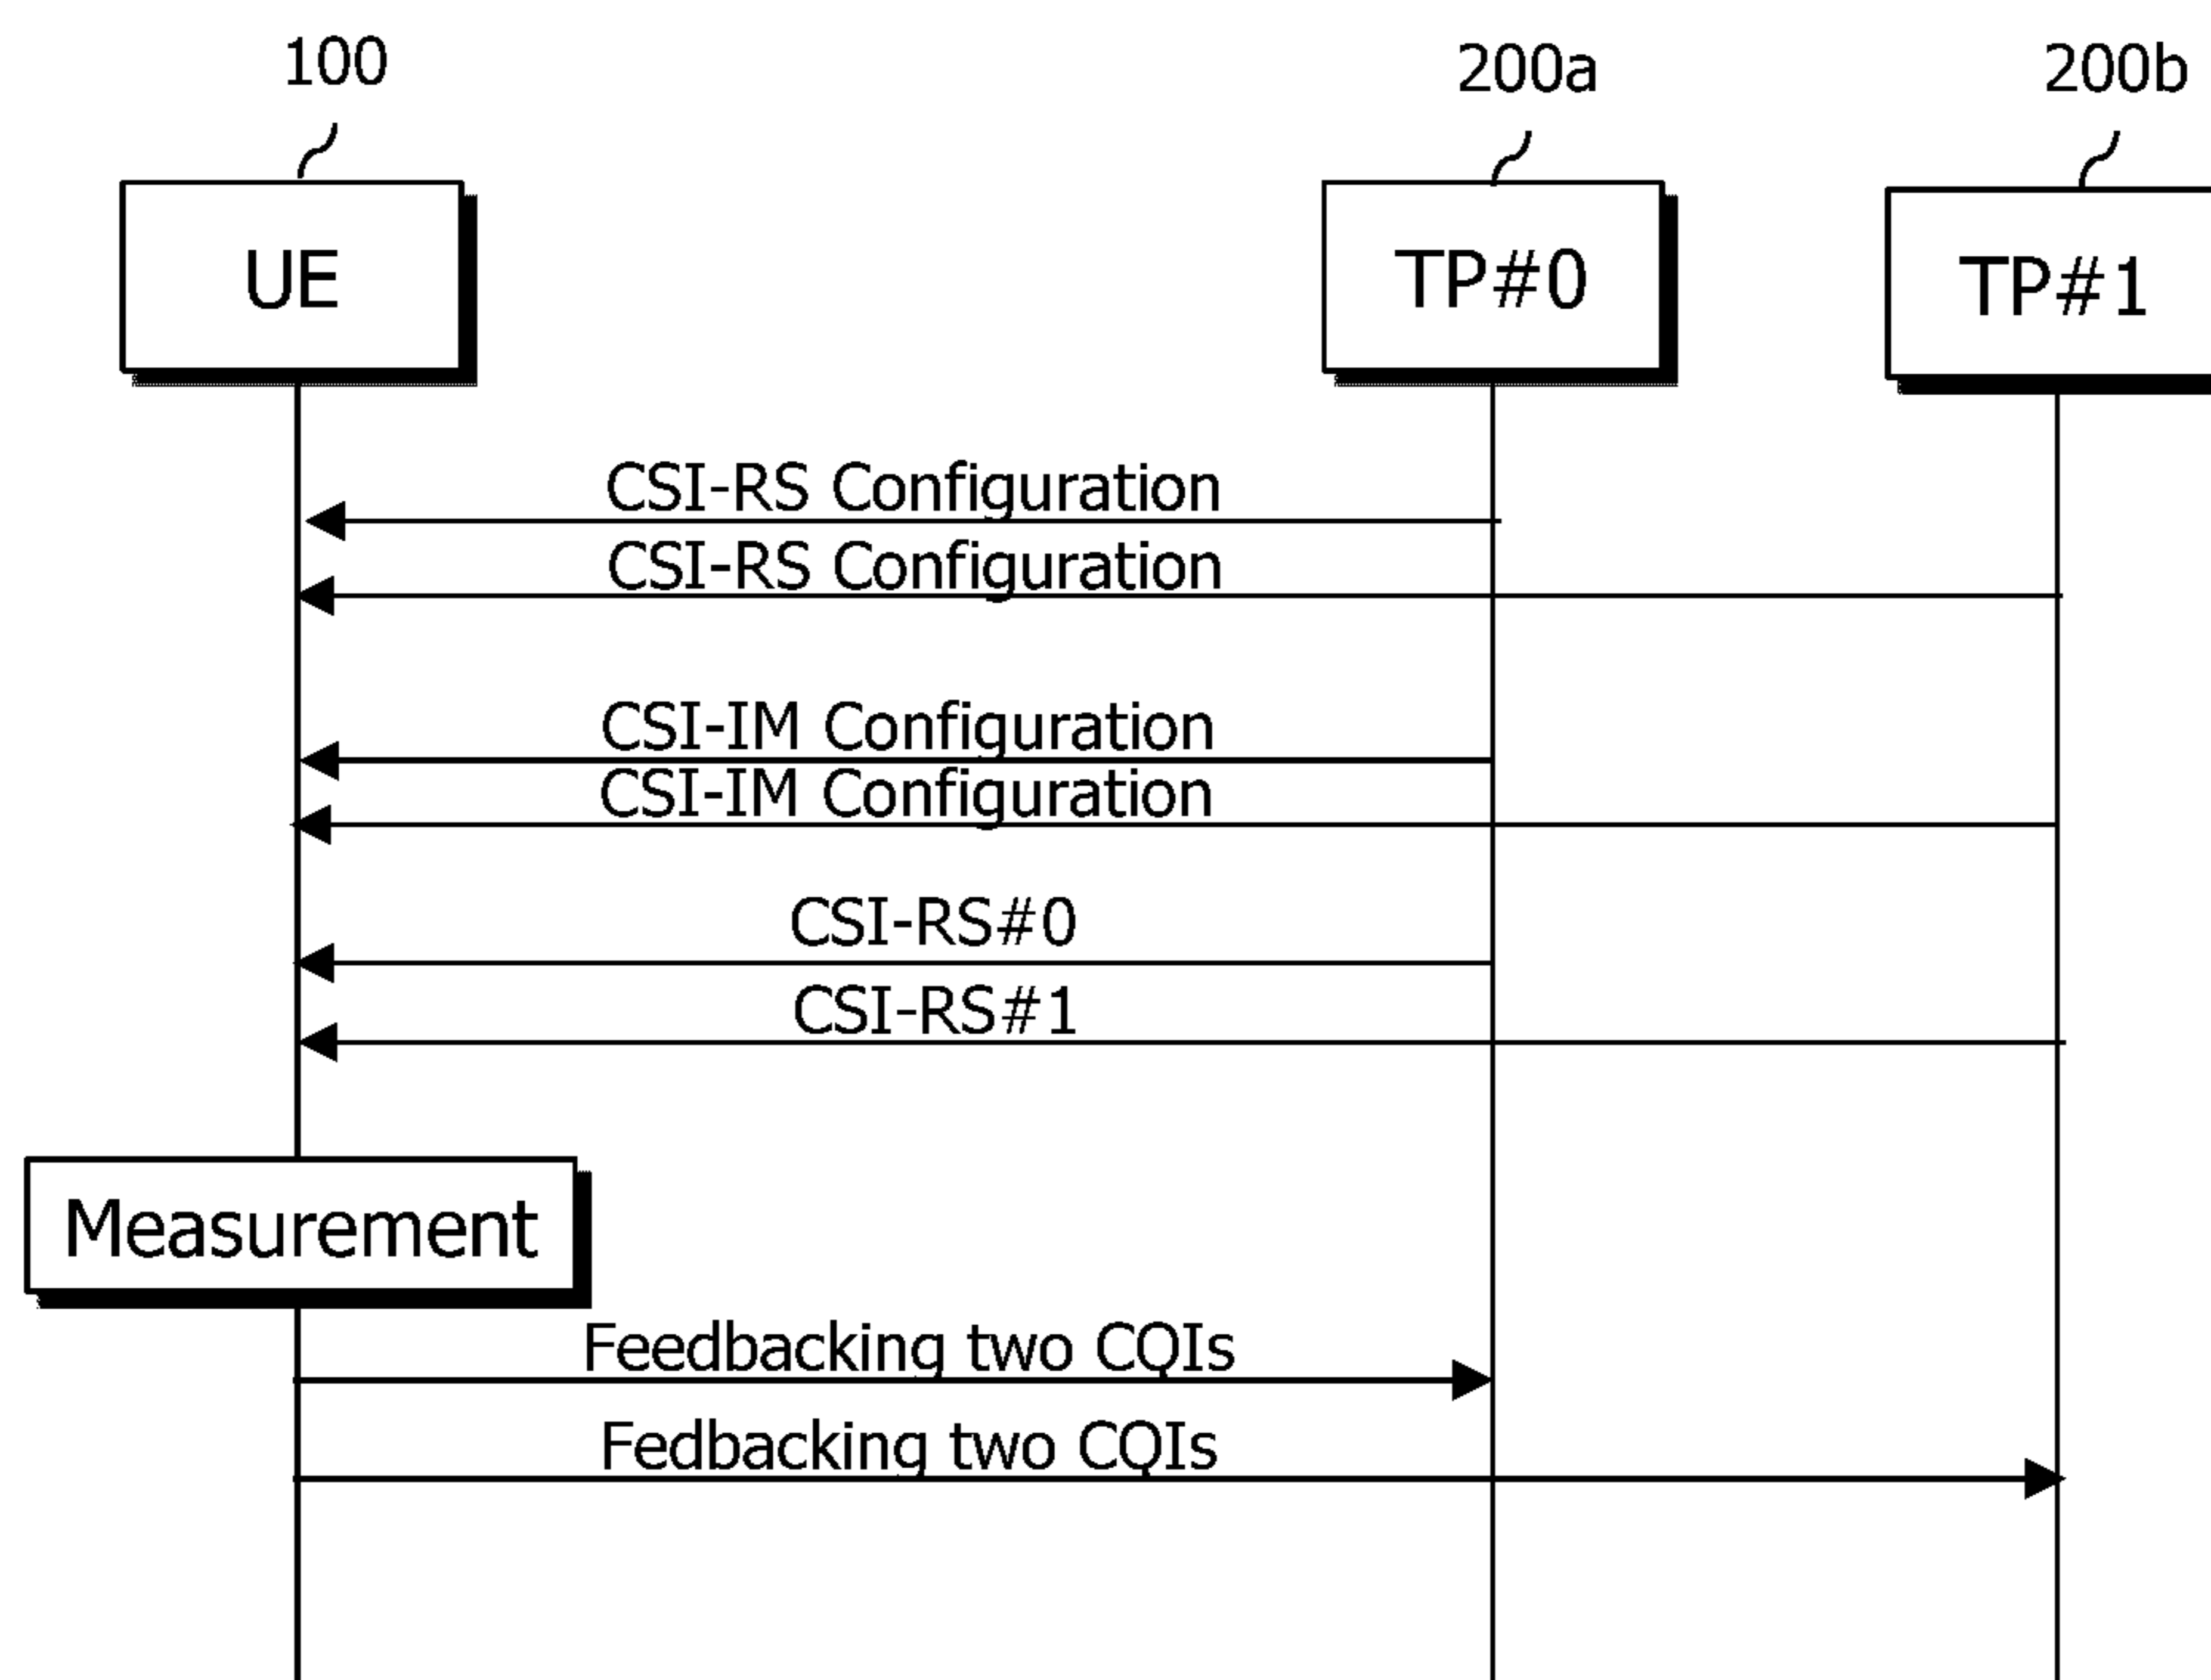 100
200a
200b
UE
TP#0
TP#1
CSI-RS Configuration
CSI-RS Configuration
CSI-IM Configuration
CSI-IM Configuration
CSI-RS#0
CSI-RS#1
Measurement
Feedbacking two CQIs
Fedbacking two CQIs